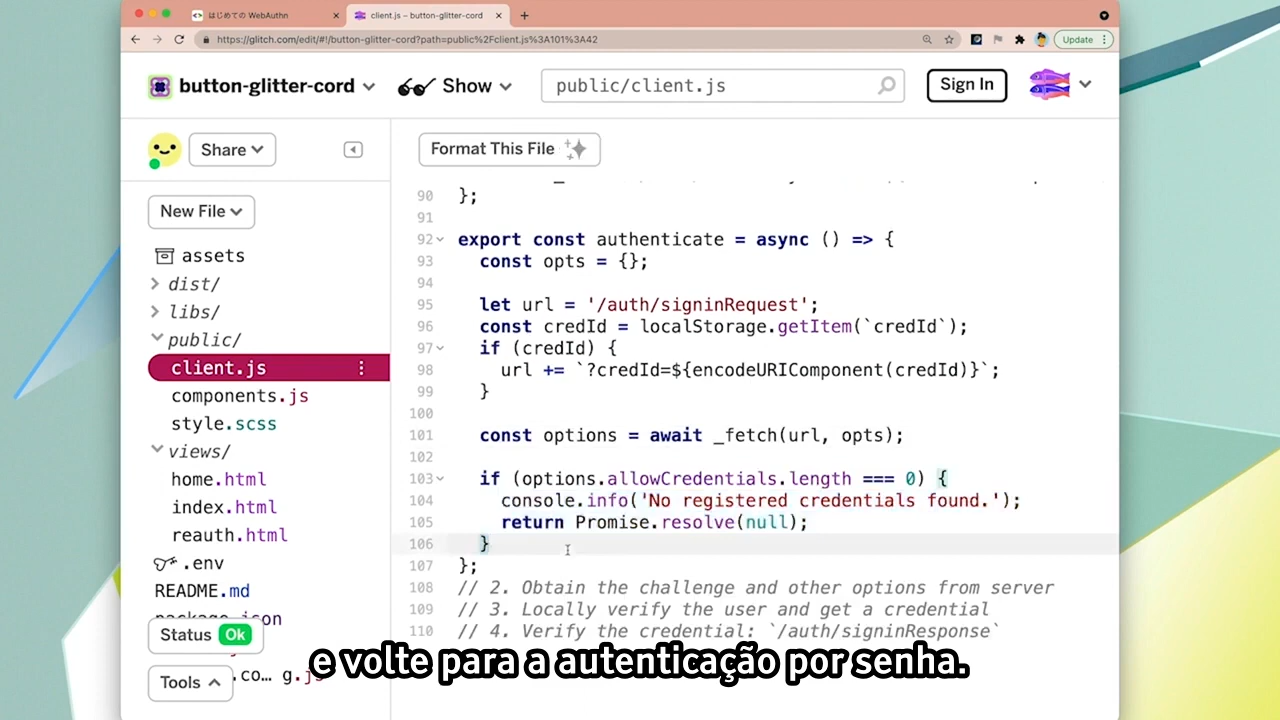 はじめての WebAuthn
client.js – button-glitter-cord
https://glitch.com/edit/#!/button-glitter-cord?path=public%2Fclient.js%3A101%3A42
Update
button-glitter-cord
Show
public/client.js
Sign In
Share
Format This File
New File
assets
dist/
libs/
public/
client.js
components.js
style.scss
views/
home.html
index.html
reauth.html
.env
README.md
package.json
Status Ok
.co… g.js
Tools
90 };
91
92 export const authenticate = async () => {
93 const opts = {};
94
95 let url = '/auth/signinRequest';
96 const credId = localStorage.getItem(`credId`);
97 if (credId) {
98 url += `?credId=${encodeURIComponent(credId)}`;
99 }
100
101 const options = await _fetch(url, opts);
102
103 if (options.allowCredentials.length === 0) {
104 console.info('No registered credentials found.');
105 return Promise.resolve(null);
106 }
107 };
108 // 2. Obtain the challenge and other options from server
109 // 3. Locally verify the user and get a credential
110 // 4. Verify the credential: `/auth/signinResponse`
e volte para a autenticação por senha.